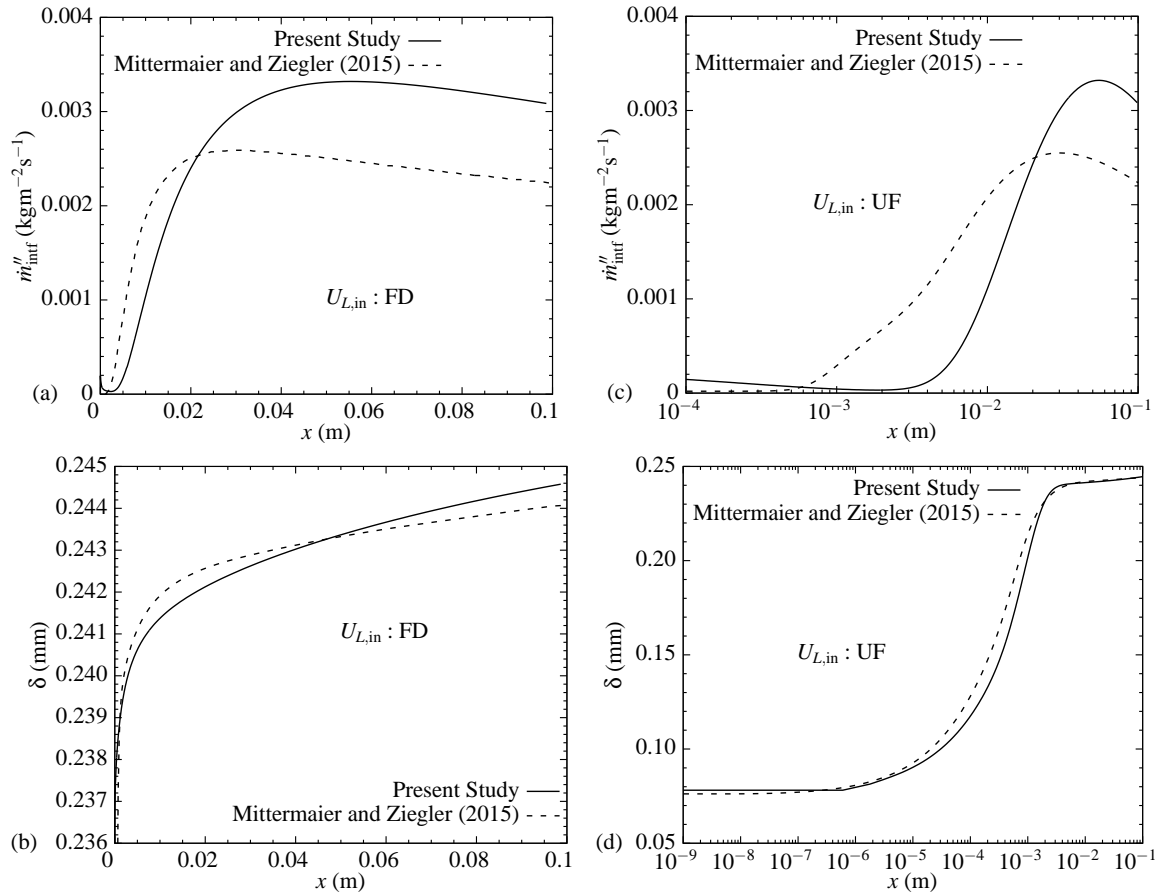 0.004
0.003
0.002
0.001
0
ṁ″intf (kgm−2s−1)
Present Study
Mittermaier and Ziegler (2015)
UL,in : FD
(a)
0 0.02 0.04 0.06 0.08 0.1
x (m)
0.004
0.003
0.002
0.001
0
ṁ″intf (kgm−2s−1)
Present Study
Mittermaier and Ziegler (2015)
UL,in : UF
(c)
10−4 10−3 10−2 10−1
x (m)
0.245
0.244
0.243
0.242
0.241
0.240
0.239
0.238
0.237
0.236
δ (mm)
UL,in : FD
Present Study
Mittermaier and Ziegler (2015)
(b)
0 0.02 0.04 0.06 0.08 0.1
x (m)
0.25
0.20
0.15
0.10
0.05
δ (mm)
Present Study
Mittermaier and Ziegler (2015)
UL,in : UF
(d)
10−9 10−8 10−7 10−6 10−5 10−4 10−3 10−2 10−1
x (m)